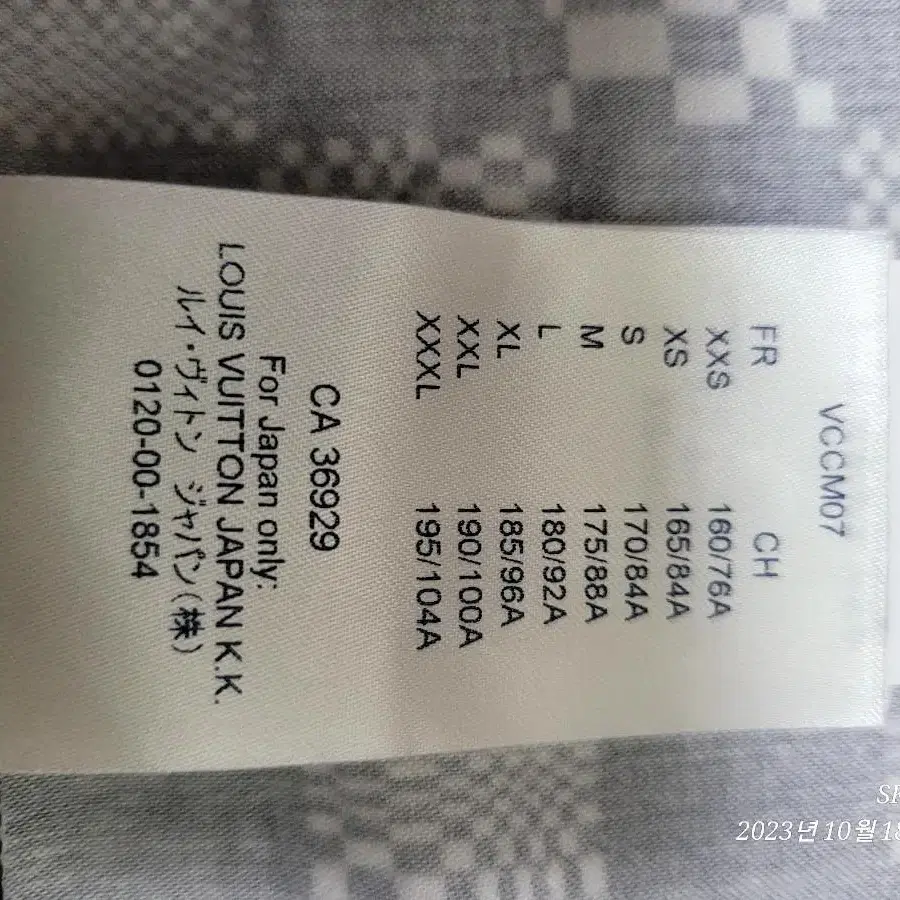 VCCM07
FR CH
XXS 160/76A
XS 165/84A
S 170/84A
M 175/88A
L 180/92A
XL 185/96A
XXL 190/100A
XXXL 195/104A
CA 36929
For Japan only:
LOUIS VUITTON JAPAN K.K.
ルイ・ヴィトン ジャパン(株)
0120-00-1854
2023년 10월 18